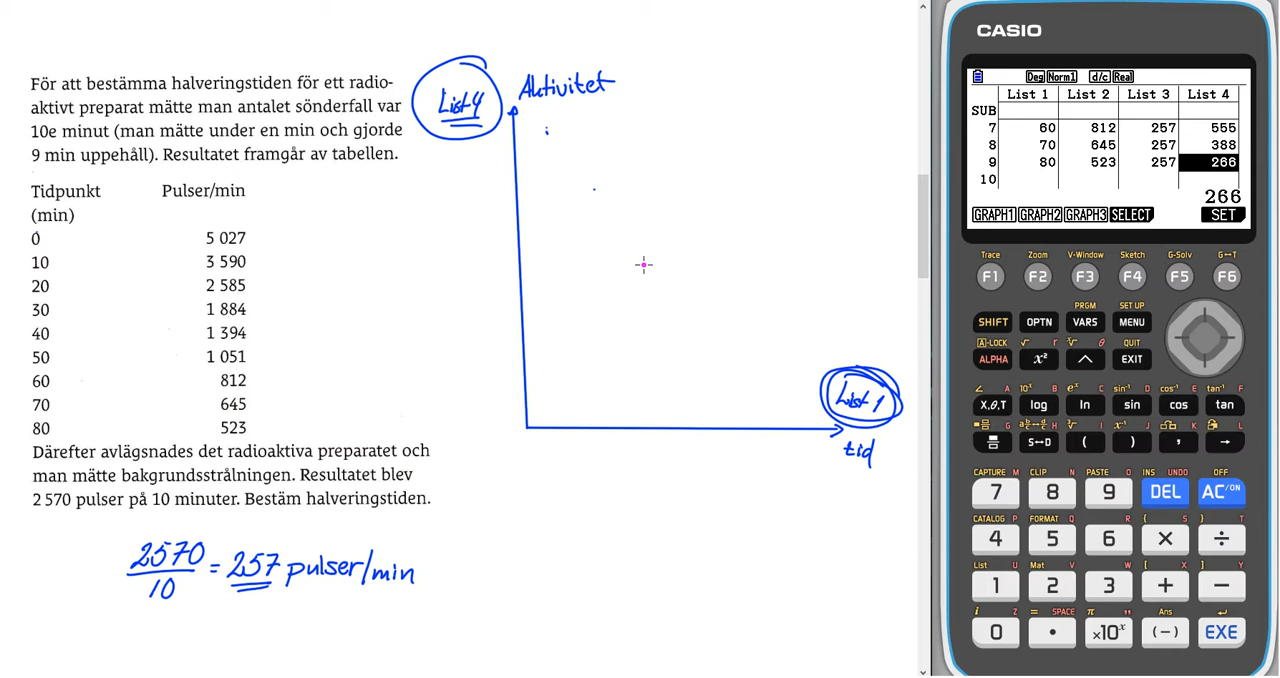 För att bestämma halveringstiden för ett radio-
aktivt preparat mätte man antalet sönderfall var
10e minut (man mätte under en min och gjorde
9 min uppehåll). Resultatet framgår av tabellen.
Tidpunkt Pulser/min
(min)
0 5 027
10 3 590
20 2 585
30 1 884
40 1 394
50 1 051
60 812
70 645
80 523
Därefter avlägsnades det radioaktiva preparatet och
man mätte bakgrundsstrålningen. Resultatet blev
2 570 pulser på 10 minuter. Bestäm halveringstiden.
2570/10 = 257 pulser/min
List 4
Aktivitet
List 1
tid
CASIO
Deg Norm1 d/c Real
List 1 List 2 List 3 List 4
SUB
7 60 812 257 555
8 70 645 257 388
9 80 523 257 266
10
266
GRAPH1 GRAPH2 GRAPH3 SELECT SET
Trace Zoom V-Window Sketch G-Solv G↔T
F1 F2 F3 F4 F5 F6
PRGM SET UP
SHIFT OPTN VARS MENU
A-LOCK √ r ∛ θ QUIT
ALPHA x² ^ EXIT
∠ A 10ˣ B eˣ C sin⁻¹ D cos⁻¹ E tan⁻¹ F
X,θ,T log ln sin cos tan
G H ∛ I x⁻¹ J K L
S↔D ( ) , →
CAPTURE M CLIP N PASTE O INS UNDO OFF
7 8 9 DEL AC/ON
CATALOG P FORMAT Q R { S } T
4 5 6 × ÷
List U Mat V W [ X ] Y
1 2 3 + −
i Z = SPACE π " Ans
0 • ×10ˣ (−) EXE